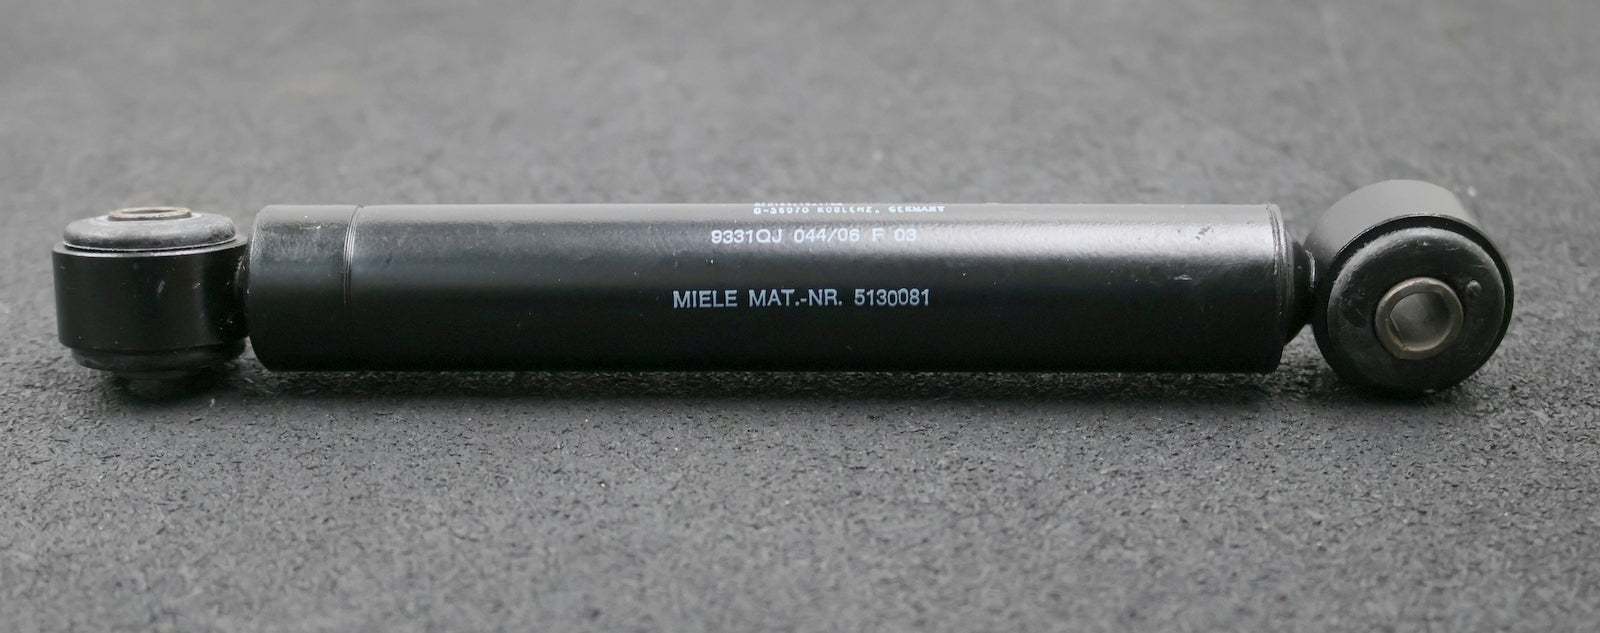 D-56070 KOBLENZ, GERMANY
9331QJ 044/06 F 03
MIELE MAT.-NR. 5130081